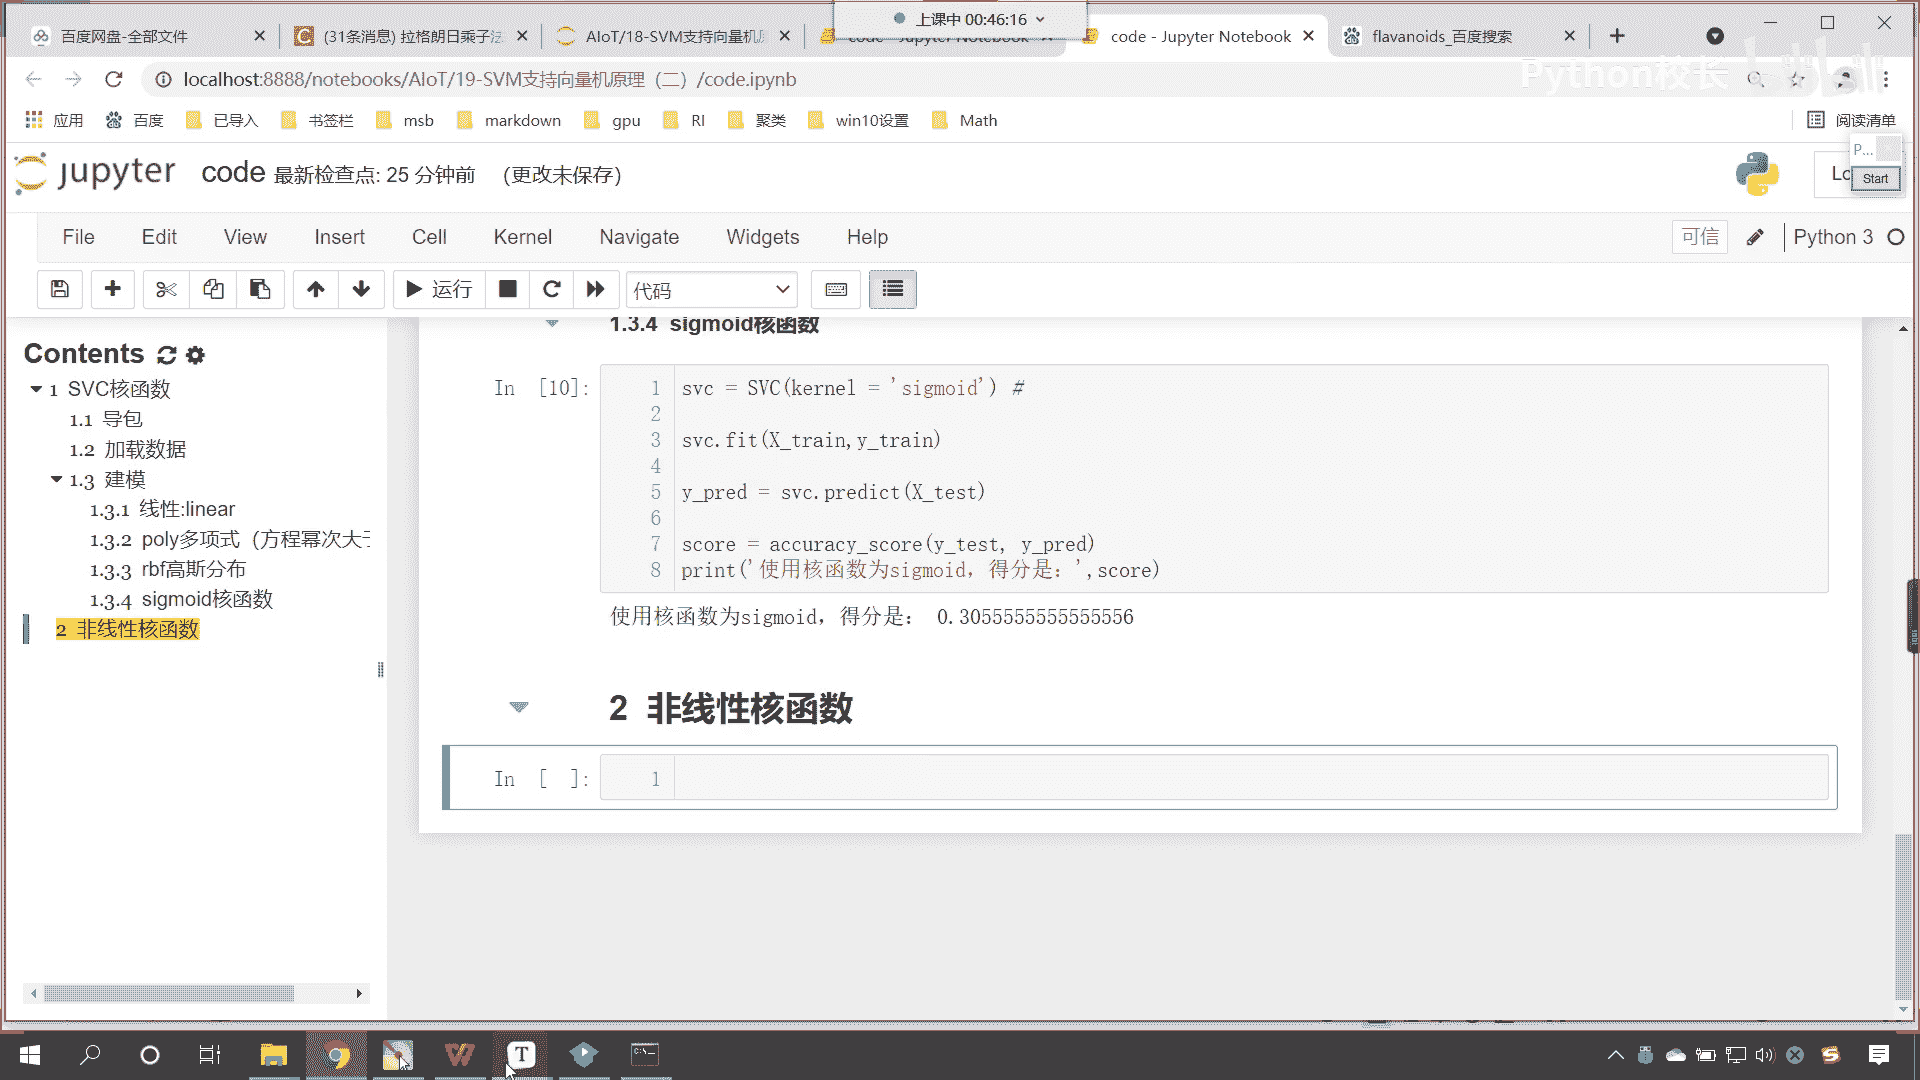 上课中 00:46:16
百度网盘-全部文件
(31条消息) 拉格朗日乘子法
AIoT/18-SVM支持向量机原
code - Jupyter Notebook
code - Jupyter Notebook
flavanoids_百度搜索
localhost:8888/notebooks/AIoT/19-SVM支持向量机原理（二）/code.ipynb
Python校长
应用
百度
已导入
书签栏
msb
markdown
gpu
RI
聚类
win10设置
Math
阅读清单
P...
Start
jupyter code 最新检查点: 25 分钟前 (更改未保存)
Lo
File Edit View Insert Cell Kernel Navigate Widgets Help
可信
Python 3
运行
代码
Contents
1 SVC核函数
1.1 导包
1.2 加载数据
1.3 建模
1.3.1 线性:linear
1.3.2 poly多项式（方程幂次大于
1.3.3 rbf高斯分布
1.3.4 sigmoid核函数
2 非线性核函数
1.3.4 sigmoid核函数
In [10]:
1 svc = SVC(kernel = 'sigmoid') #
2
3 svc.fit(X_train,y_train)
4
5 y_pred = svc.predict(X_test)
6
7 score = accuracy_score(y_test, y_pred)
8 print('使用核函数为sigmoid，得分是：',score)
使用核函数为sigmoid，得分是： 0.3055555555555556
2 非线性核函数
In [ ]:
1